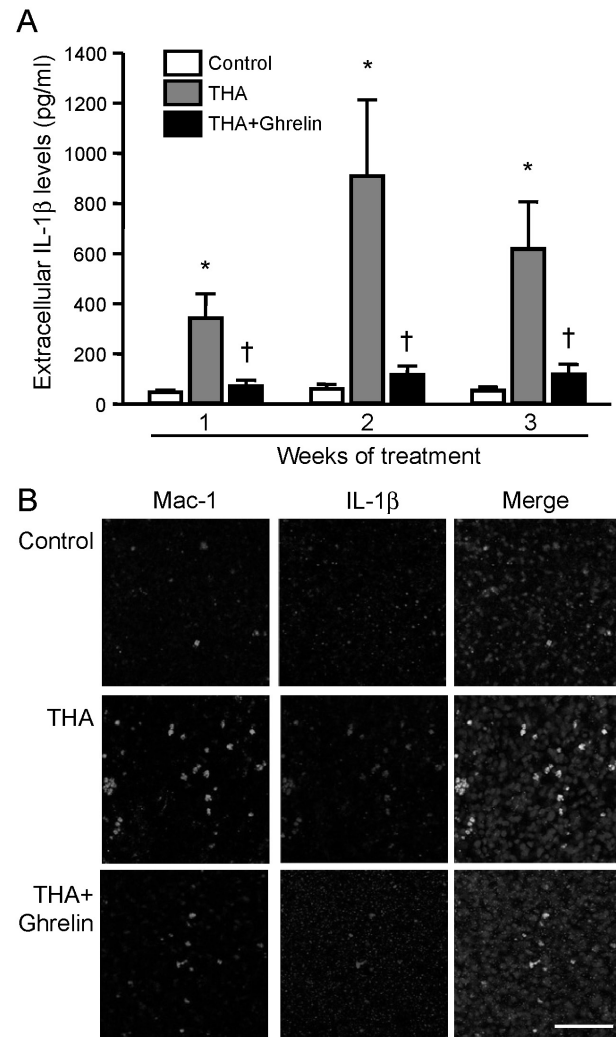 A
Extracellular IL-1β levels (pg/ml)
1400
1200
1000
800
600
400
200
0
Control
THA
THA+Ghrelin
*
*
*
†
†
†
1 2 3
Weeks of treatment
B
Mac-1 IL-1β Merge
Control
THA
THA+
Ghrelin